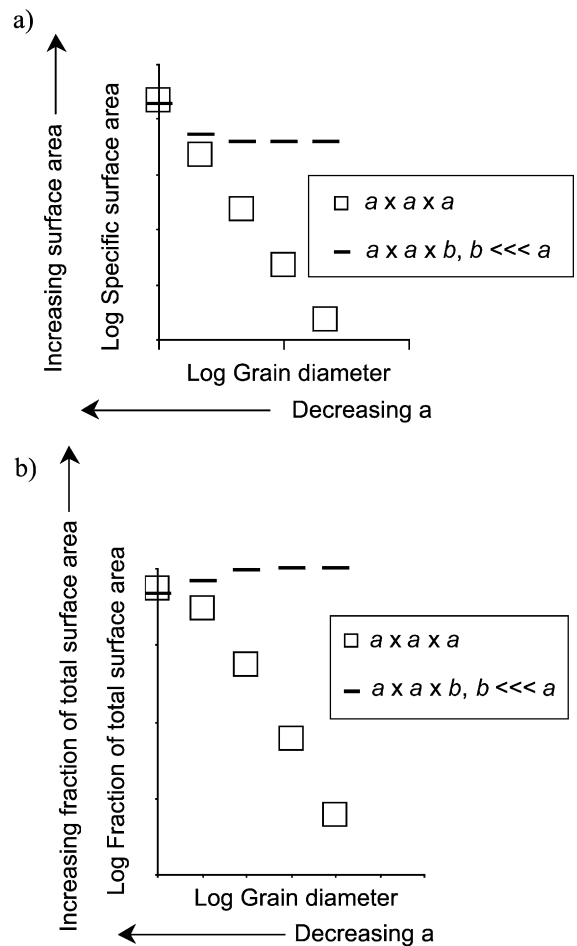 a)
Increasing surface area
Log Specific surface area
a x a x a
a x a x b, b <<< a
Log Grain diameter
Decreasing a
b)
Increasing fraction of total surface area
Log Fraction of total surface area
a x a x a
a x a x b, b <<< a
Log Grain diameter
Decreasing a